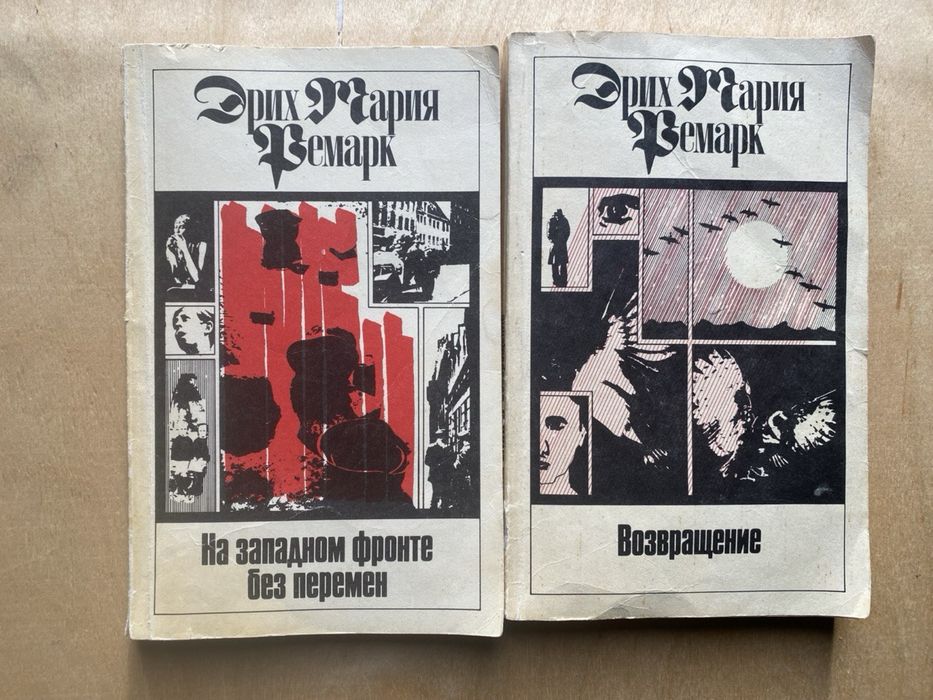 Эрих Мария
Ремарк
На западном фронте
без перемен
Эрих Мария
Ремарк
Возвращение